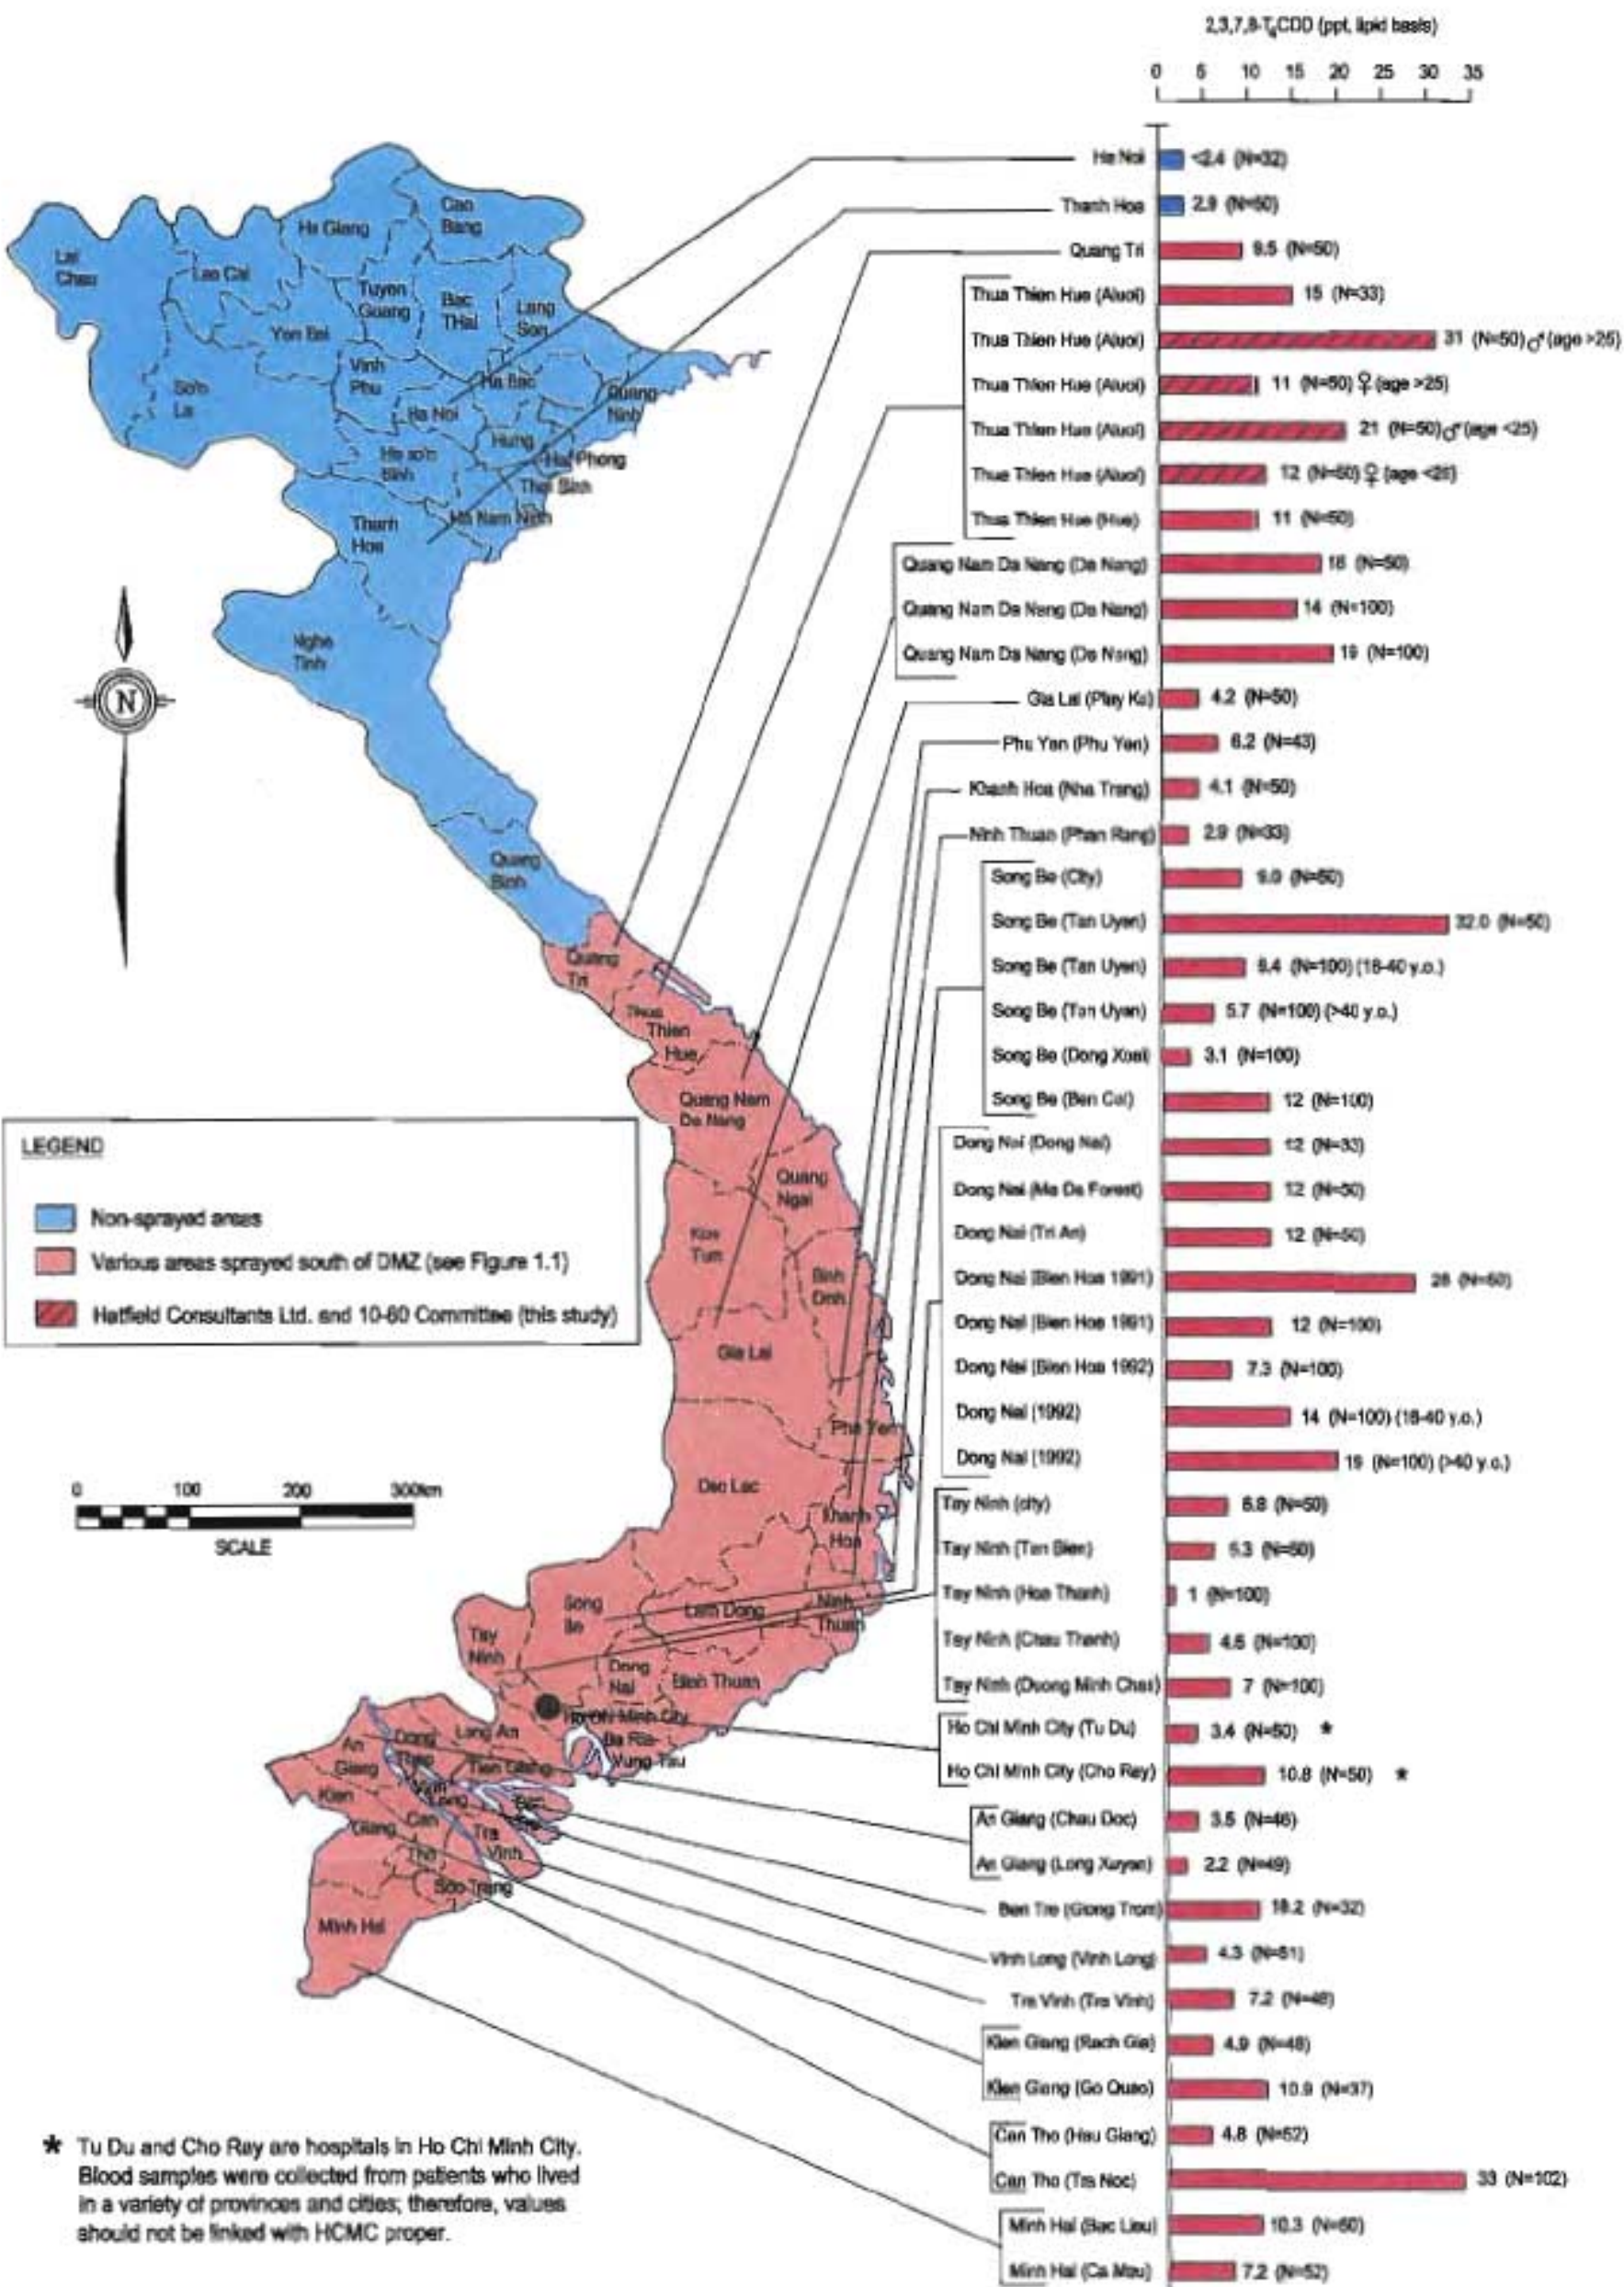 2,3,7,8-T₄CDD (ppt, lipid basis)
0 5 10 15 20 25 30 35
Ha Noi <2.4 (N=32)
Thanh Hoa 2.9 (N=50)
Quang Tri 9.5 (N=50)
Thua Thien Hue (Aluoi) 15 (N=33)
Thua Thien Hue (Aluoi) 31 (N=50) ♂ (age >25)
Thua Thien Hue (Aluoi) 11 (N=50) ♀ (age >25)
Thua Thien Hue (Aluoi) 21 (N=50) ♂ (age <25)
Thua Thien Hue (Aluoi) 12 (N=50) ♀ (age <25)
Thua Thien Hue (Hue) 11 (N=50)
Quang Nam Da Nang (Da Nang) 18 (N=50)
Quang Nam Da Nang (Da Nang) 14 (N=100)
Quang Nam Da Nang (Da Nang) 19 (N=100)
Gia Lai (Play Ku) 4.2 (N=50)
Phu Yen (Phu Yen) 6.2 (N=43)
Khanh Hoa (Nha Trang) 4.1 (N=50)
Ninh Thuan (Phan Rang) 2.9 (N=33)
Song Be (City) 9.0 (N=50)
Song Be (Tan Uyen) 32.0 (N=50)
Song Be (Tan Uyen) 9.4 (N=100) (18-40 y.o.)
Song Be (Tan Uyen) 5.7 (N=100) (>40 y.o.)
Song Be (Dong Xoai) 3.1 (N=100)
Song Be (Ben Cat) 12 (N=100)
Dong Nai (Dong Nai) 12 (N=33)
Dong Nai (Ma Da Forest) 12 (N=50)
Dong Nai (Tri An) 12 (N=50)
Dong Nai (Bien Hoa 1991) 28 (N=50)
Dong Nai (Bien Hoa 1991) 12 (N=100)
Dong Nai (Bien Hoa 1992) 7.3 (N=100)
Dong Nai (1992) 14 (N=100) (18-40 y.o.)
Dong Nai (1992) 19 (N=100) (>40 y.o.)
Tay Ninh (city) 6.8 (N=50)
Tay Ninh (Tan Bien) 5.3 (N=50)
Tay Ninh (Hoa Thanh) 1 (N=100)
Tay Ninh (Chau Thanh) (N=100)
Tay Ninh (Duong Minh Chau) 7 (N=100)
Ho Chi Minh City (Tu Du) 3.4 (N=50) *
Ho Chi Minh City (Cho Ray) 10.8 (N=50) *
An Giang (Chau Doc) 3.5 (N=46)
An Giang (Long Xuyen) 2.2 (N=49)
Ben Tre (Giong Trom) (N=32)
Vinh Long (Vinh Long) 4.3 (N=51)
Tra Vinh (Tra Vinh) 7.2 (N=48)
Kien Giang (Rach Gia) 4.9 (N=48)
Kien Giang (Go Quao) 10.9 (N=37)
Can Tho (Hau Giang) 4.8 (N=52)
Can Tho (Tra Noc) 33 (N=102)
Minh Hai (Bac Lieu) 10.3 (N=50)
Minh Hai (Ca Mau) 7.2 (N=52)
Lai
Chau
Lao Cai
Ha Giang
Cao
Bang
Tuyen
Quang
Bac
THai
Lang
Son
Yen Bai
Vinh
Phu
So'n
La
Ha Bac
Quang
Ninh
Ha Noi
Hung
Ha so'n
Binh
Hai Phong
Thai Binh
Ha Nam Ninh
Thanh
Hoa
Nghe
Tinh
N
Quang
Binh
Quang
Tri
Thua
Thien
Hue
Quang Nam
Da Nang
Quang
Ngai
Kon
Tum
Binh
Dinh
Gia Lai
Phu Yen
Dac Lac
Khanh
Hoa
Song
Be
Lam Dong
Ninh
Thuan
Tay
Ninh
Dong
Nai
Binh Thuan
Ho Chi Minh City
Ba Ria-
Vung Tau
Long An
Dong
Thap
Tien Giang
An
Giang
Kien
Giang
Vinh
Long
Ben
Tre
Can
Tho
Tra
Vinh
Soc Trang
Minh Hai
LEGEND
Non-sprayed areas
Various areas sprayed south of DMZ (see Figure 1.1)
Hatfield Consultants Ltd. and 10-80 Committee (this study)
0 100 200 300km
SCALE
* Tu Du and Cho Ray are hospitals in Ho Chi Minh City.
Blood samples were collected from patients who lived
in a variety of provinces and cities; therefore, values
should not be linked with HCMC proper.